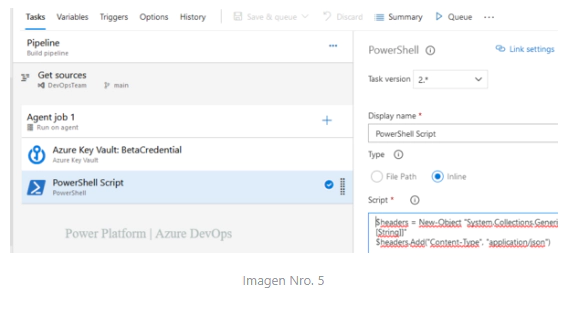 Tasks Variables Triggers Options History Save & queue Discard Summary Queue ...
Pipeline
Build pipeline
...
Get sources
DevOpsTeam main
Agent job 1
Run on agent
+
Azure Key Vault: BetaCredential
Azure Key Vault
PowerShell Script
PowerShell
Power Platform | Azure DevOps
PowerShell
Link settings
Task version 2.*
Display name *
PowerShell Script
Type
File Path Inline
Script *
$headers = New-Object "System.Collections.Generi
[String]]"
$headers.Add("Content-Type", "application/json")
Imagen Nro. 5